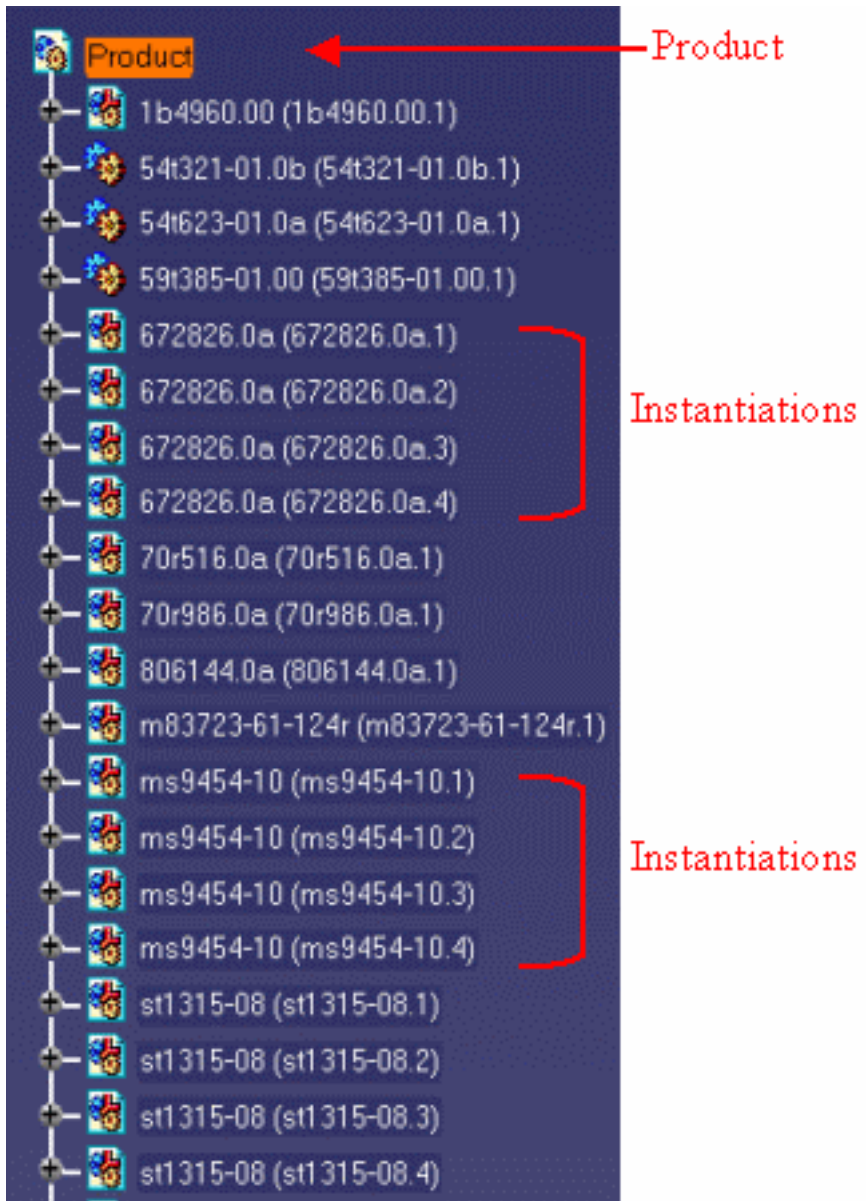 Product Product
1b4960.00 (1b4960.00.1)
54t321-01.0b (54t321-01.0b.1)
54t623-01.0a (54t623-01.0a.1)
59t385-01.00 (59t385-01.00.1)
672826.0a (672826.0a.1)
672826.0a (672826.0a.2)
Instantiations
672826.0a (672826.0a.3)
672826.0a (672826.0a.4)
70r516.0a (70r516.0a.1)
70r986.0a (70r986.0a.1)
806144.0a (806144.0a.1)
m83723-61-124r (m83723-61-124r.1)
ms9454-10 (ms9454-10.1)
ms9454-10 (ms9454-10.2)
Instantiations
ms9454-10 (ms9454-10.3)
ms9454-10 (ms9454-10.4)
st1315-08 (st1315-08.1)
st1315-08 (st1315-08.2)
st1315-08 (st1315-08.3)
st1315-08 (st1315-08.4)